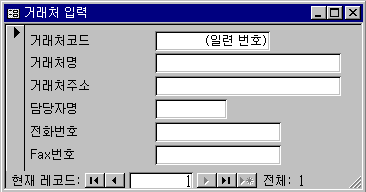 거래처 입력
거래처코드 (일련 번호)
거래처명
거래처주소
담당자명
전화번호
Fax번호
현재 레코드: 1 전체: 1